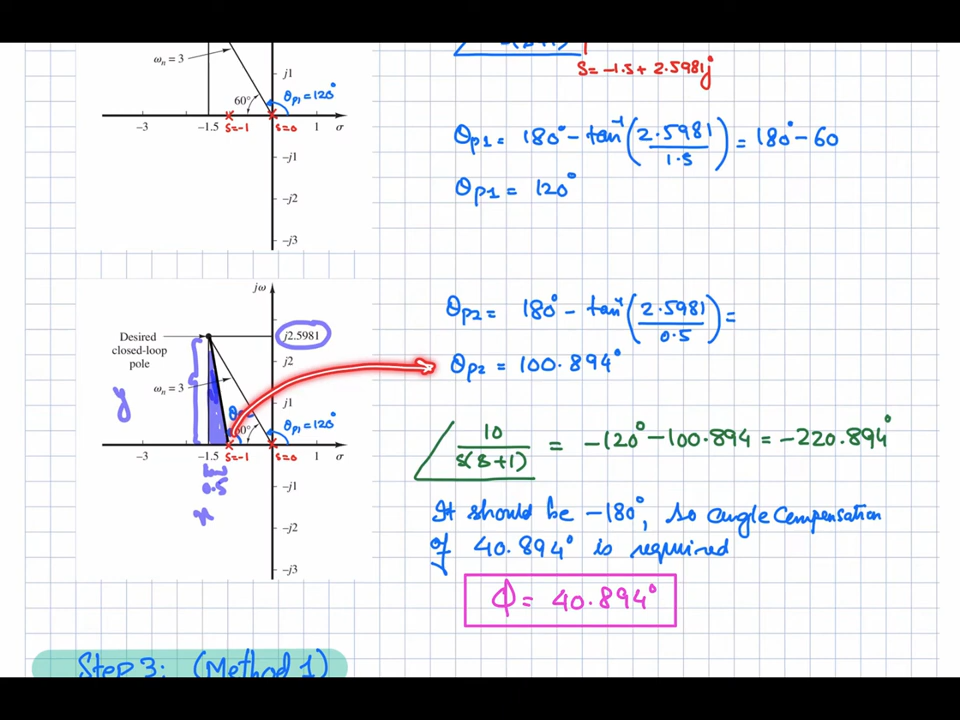 ωn = 3
j1
60°
θp1 = 120°
-3
-1.5
s=-1
s=0
1
σ
-j1
-j2
-j3
s = -1.5 + 2.5981j
θp1 = 180° - tan⁻¹(2.5981/1.5) = 180° - 60
θp1 = 120°
jω
Desired
closed-loop
pole
j2.5981
j2
ωn = 3
y
j1
60°
θp1 = 120°
-3
-1.5
s=-1
s=0
1
σ
0.5
-j1
x
-j2
-j3
θp2 = 180° - tan⁻¹(2.5981/0.5) =
θp2 = 100.894°
∠ 10/s(s+1) = -120° - 100.894 = -220.894°
It should be -180°, so angle compensation
of 40.894° is required
ϕ = 40.894°
Step 3: (Method 1)